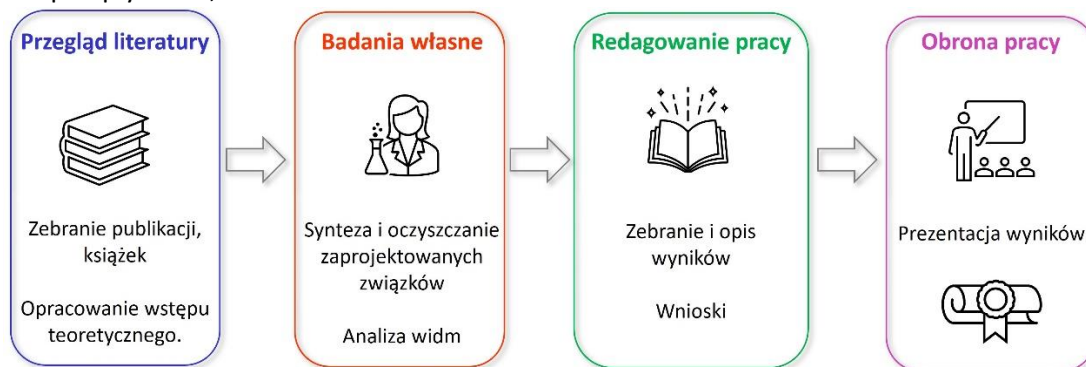 Przegląd literatury
Zebranie publikacji,
książek
Opracowanie wstępu
teoretycznego.
Badania własne
Synteza i oczyszczanie
zaprojektowanych
związków
Analiza widm
Redagowanie pracy
Zebranie i opis
wyników
Wnioski
Obrona pracy
Prezentacja wyników